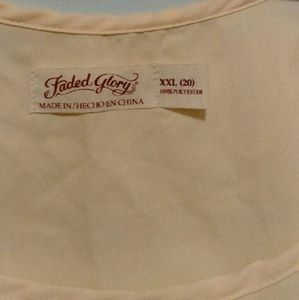 Faded Glory
MADE IN/HECHO EN CHINA
XXL (20)
100% POLYESTER